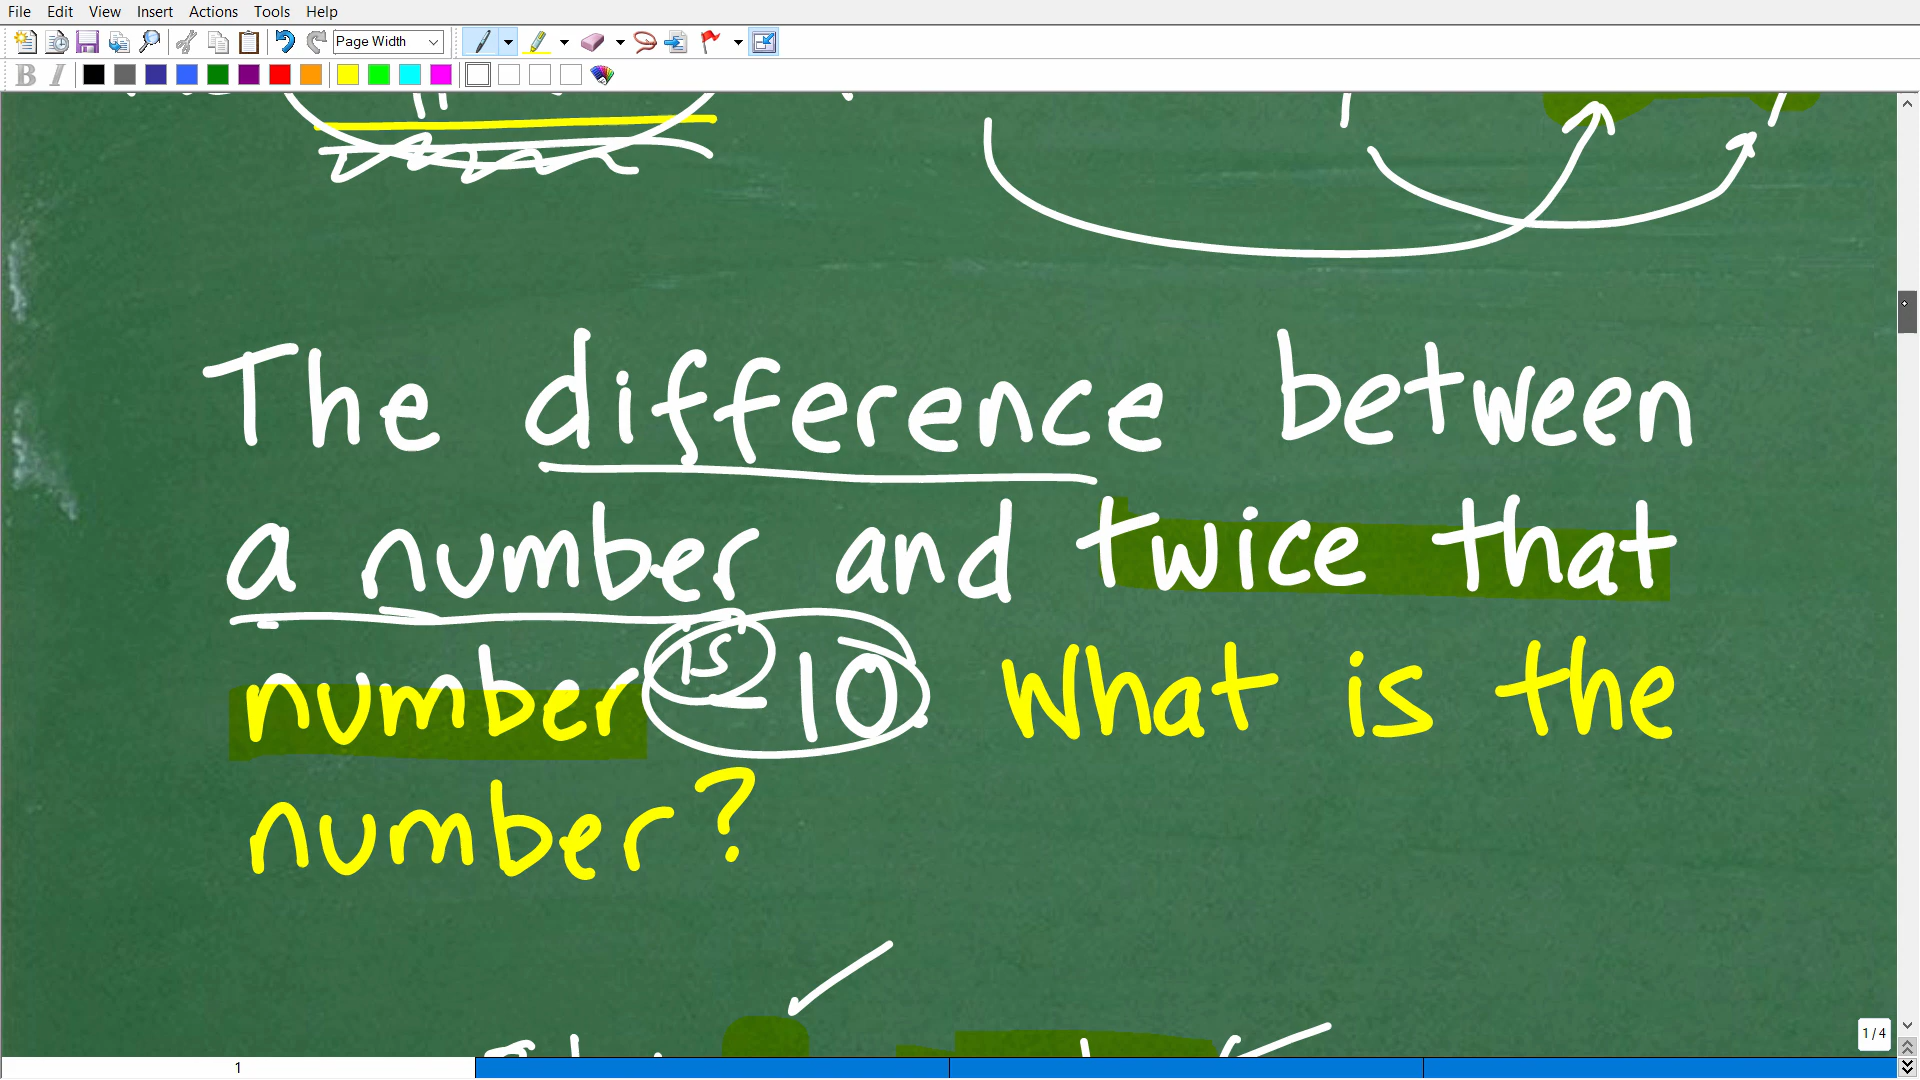 File Edit View Insert Actions Tools Help
Page Width
B I
The difference between
a number and twice that
number is -10. What is the
number?
1 / 4
1